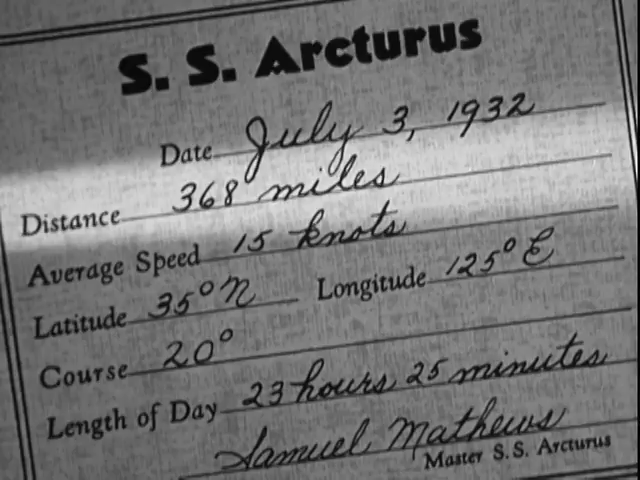 S. S. Arcturus
Date July 3, 1932
Distance 368 miles
Average Speed 15 knots
Latitude 35° N Longitude 125° E
Course 20°
Length of Day 23 hours 25 minutes
Samuel Mathews
Master S. S. Arcturus